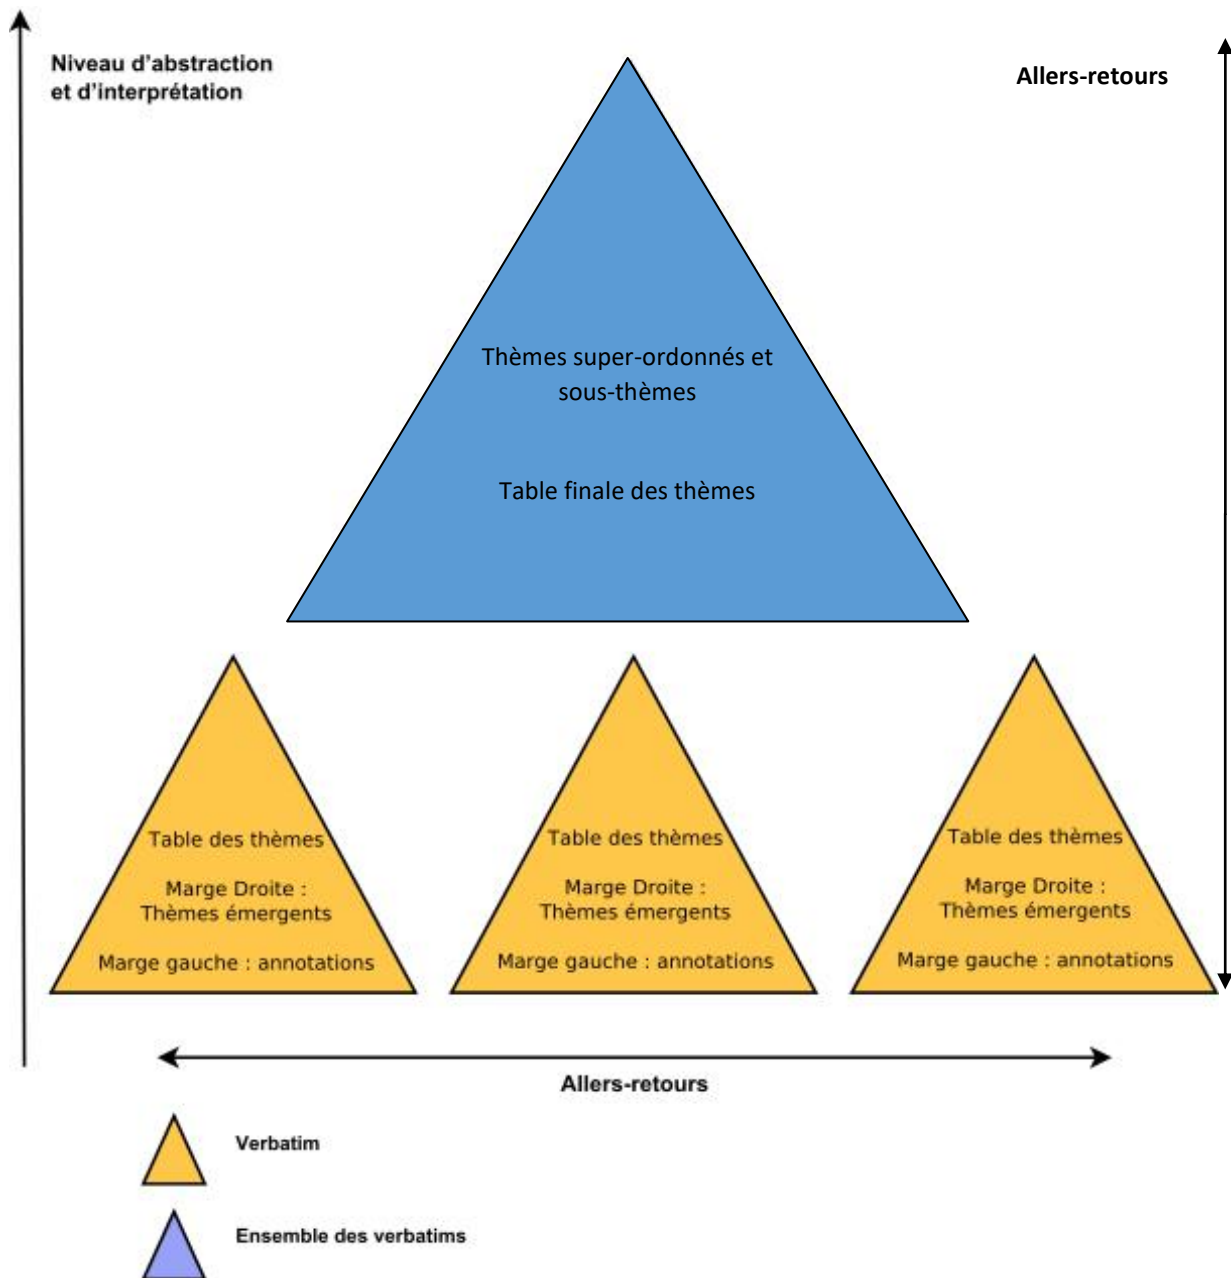 Niveau d'abstraction
et d'interprétation
Allers-retours
Thèmes super-ordonnés et
sous-thèmes
Table finale des thèmes
Table des thèmes
Marge Droite :
Thèmes émergents
Marge gauche : annotations
Table des thèmes
Marge Droite :
Thèmes émergents
Marge gauche : annotations
Table des thèmes
Marge Droite :
Thèmes émergents
Marge gauche : annotations
Allers-retours
Verbatim
Ensemble des verbatims